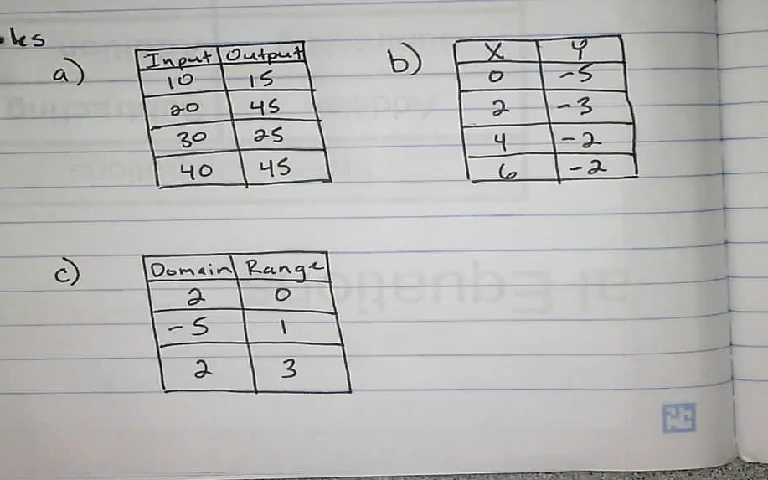 a)
Input Output
10 15
20 45
30 25
40 45
b)
X Y
0 -5
2 -3
4 -2
6 -2
c)
Domain Range
2 0
-5 1
2 3